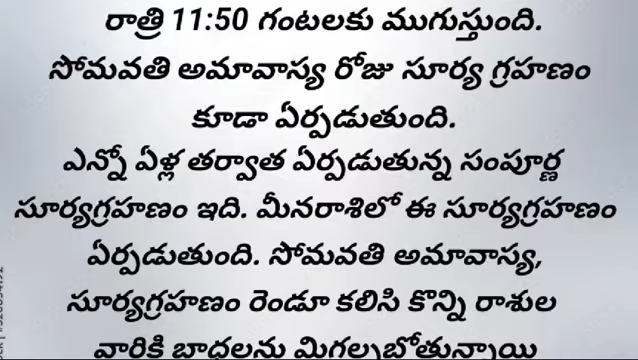 రాత్రి 11:50 గంటలకు ముగుస్తుంది.
సోమవతి అమావాస్య రోజు సూర్య గ్రహణం
కూడా ఏర్పడుతుంది.
ఎన్నో ఏళ్ల తర్వాత ఏర్పడుతున్న సంపూర్ణ
సూర్యగ్రహణం ఇది. మీనరాశిలో ఈ సూర్యగ్రహణం
ఏర్పడుతుంది. సోమవతి అమావాస్య,
సూర్యగ్రహణం రెండూ కలిసి కొన్ని రాశుల
వారికి బాధలను మిగల్చబోతున్నాయి